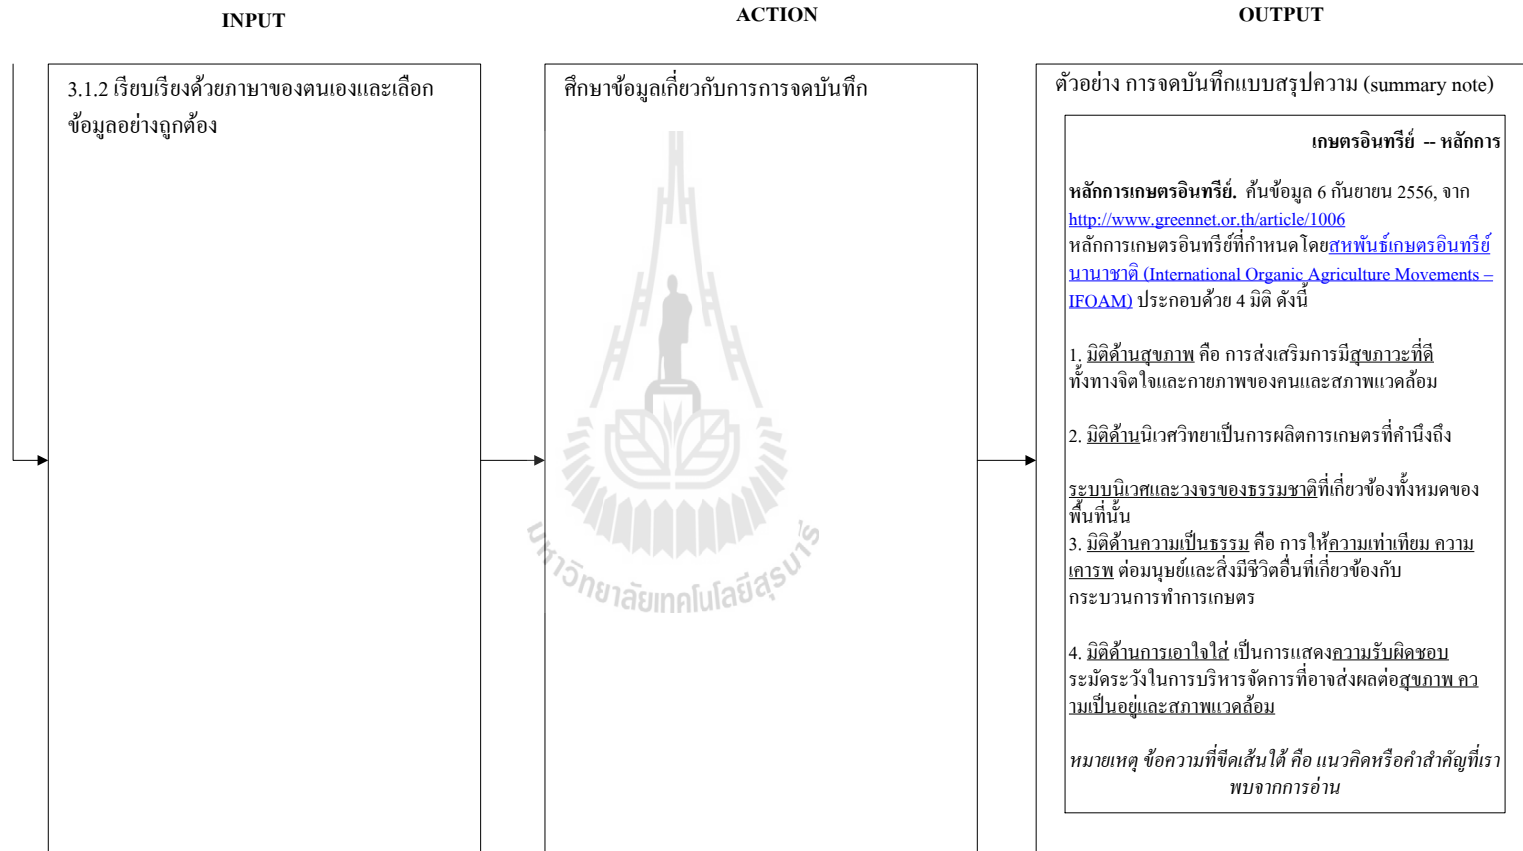 INPUT
ACTION
OUTPUT
3.1.2 เรียบเรียงด้วยภาษาของตนเองและเลือก
ข้อมูลอย่างถูกต้อง
ศึกษาข้อมูลเกี่ยวกับการการจดบันทึก
ตัวอย่าง การจดบันทึกแบบสรุปความ (summary note)
เกษตรอินทรีย์ -- หลักการ
หลักการเกษตรอินทรีย์. ค้นข้อมูล 6 กันยายน 2556, จาก
http://www.greennet.or.th/article/1006
หลักการเกษตรอินทรีย์ที่กำหนดโดยสหพันธ์เกษตรอินทรีย์
นานาชาติ (International Organic Agriculture Movements –
IFOAM) ประกอบด้วย 4 มิติ ดังนี้
1. มิติด้านสุขภาพ คือ การส่งเสริมการมีสุขภาวะที่ดี
ทั้งทางจิตใจและกายภาพของคนและสภาพแวดล้อม
2. มิติด้านนิเวศวิทยาเป็นการผลิตการเกษตรที่คำนึงถึง
ระบบนิเวศและวงจรของธรรมชาติที่เกี่ยวข้องทั้งหมดของ
พื้นที่นั้น
3. มิติด้านความเป็นธรรม คือ การให้ความเท่าเทียม ความ
เคารพ ต่อมนุษย์และสิ่งมีชีวิตอื่นที่เกี่ยวข้องกับ
กระบวนการทำการเกษตร
4. มิติด้านการเอาใจใส่ เป็นการแสดงความรับผิดชอบ
ระมัดระวังในการบริหารจัดการที่อาจส่งผลต่อสุขภาพ คว
ามเป็นอยู่และสภาพแวดล้อม
หมายเหตุ ข้อความที่ขีดเส้นใต้ คือ แนวคิดหรือคำสำคัญที่เรา
พบจากการอ่าน
มหาวิทยาลัยเทคโนโลยีสุรนารี